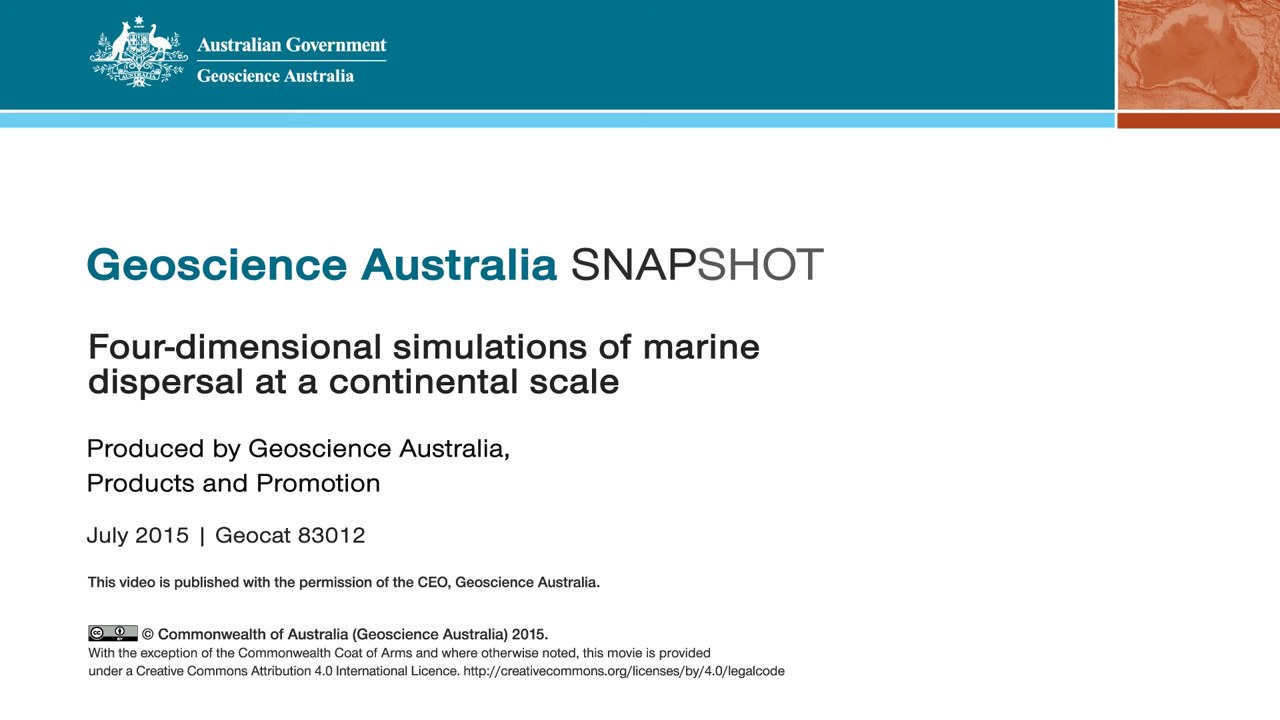 Australian Government
Geoscience Australia
Geoscience Australia SNAPSHOT
Four-dimensional simulations of marine
dispersal at a continental scale
Produced by Geoscience Australia,
Products and Promotion
July 2015 | Geocat 83012
This video is published with the permission of the CEO, Geoscience Australia.
© Commonwealth of Australia (Geoscience Australia) 2015.
With the exception of the Commonwealth Coat of Arms and where otherwise noted, this movie is provided
under a Creative Commons Attribution 4.0 International Licence. http://creativecommons.org/licenses/by/4.0/legalcode